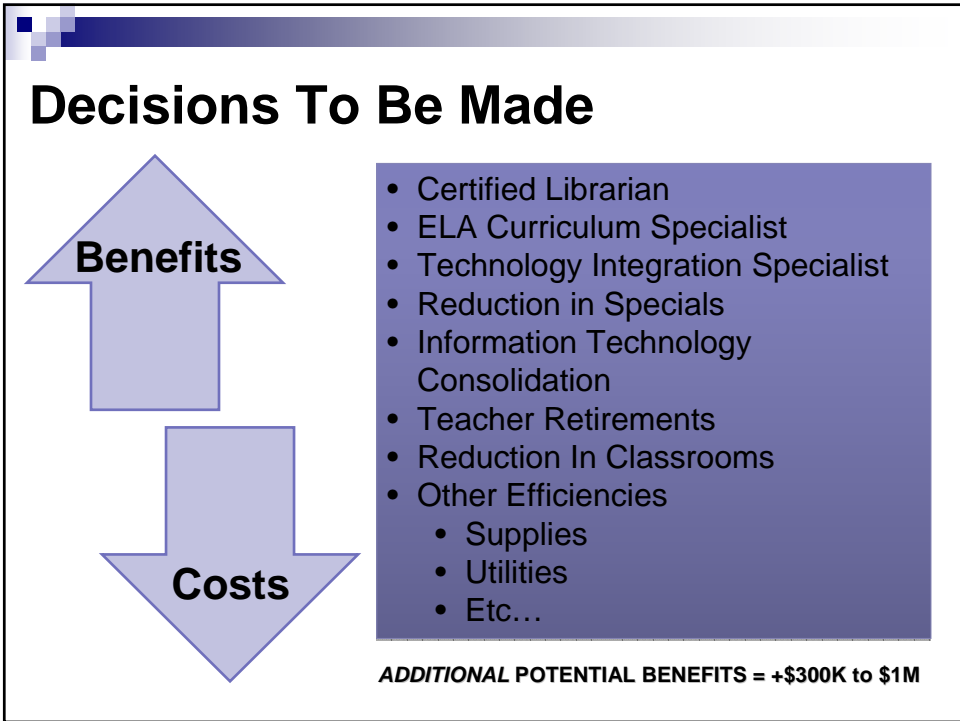 Decisions To Be Made
Benefits
Costs
• Certified Librarian
• ELA Curriculum Specialist
• Technology Integration Specialist
• Reduction in Specials
• Information Technology
Consolidation
• Teacher Retirements
• Reduction In Classrooms
• Other Efficiencies
• Supplies
• Utilities
• Etc…
ADDITIONAL POTENTIAL BENEFITS = +$300K to $1M